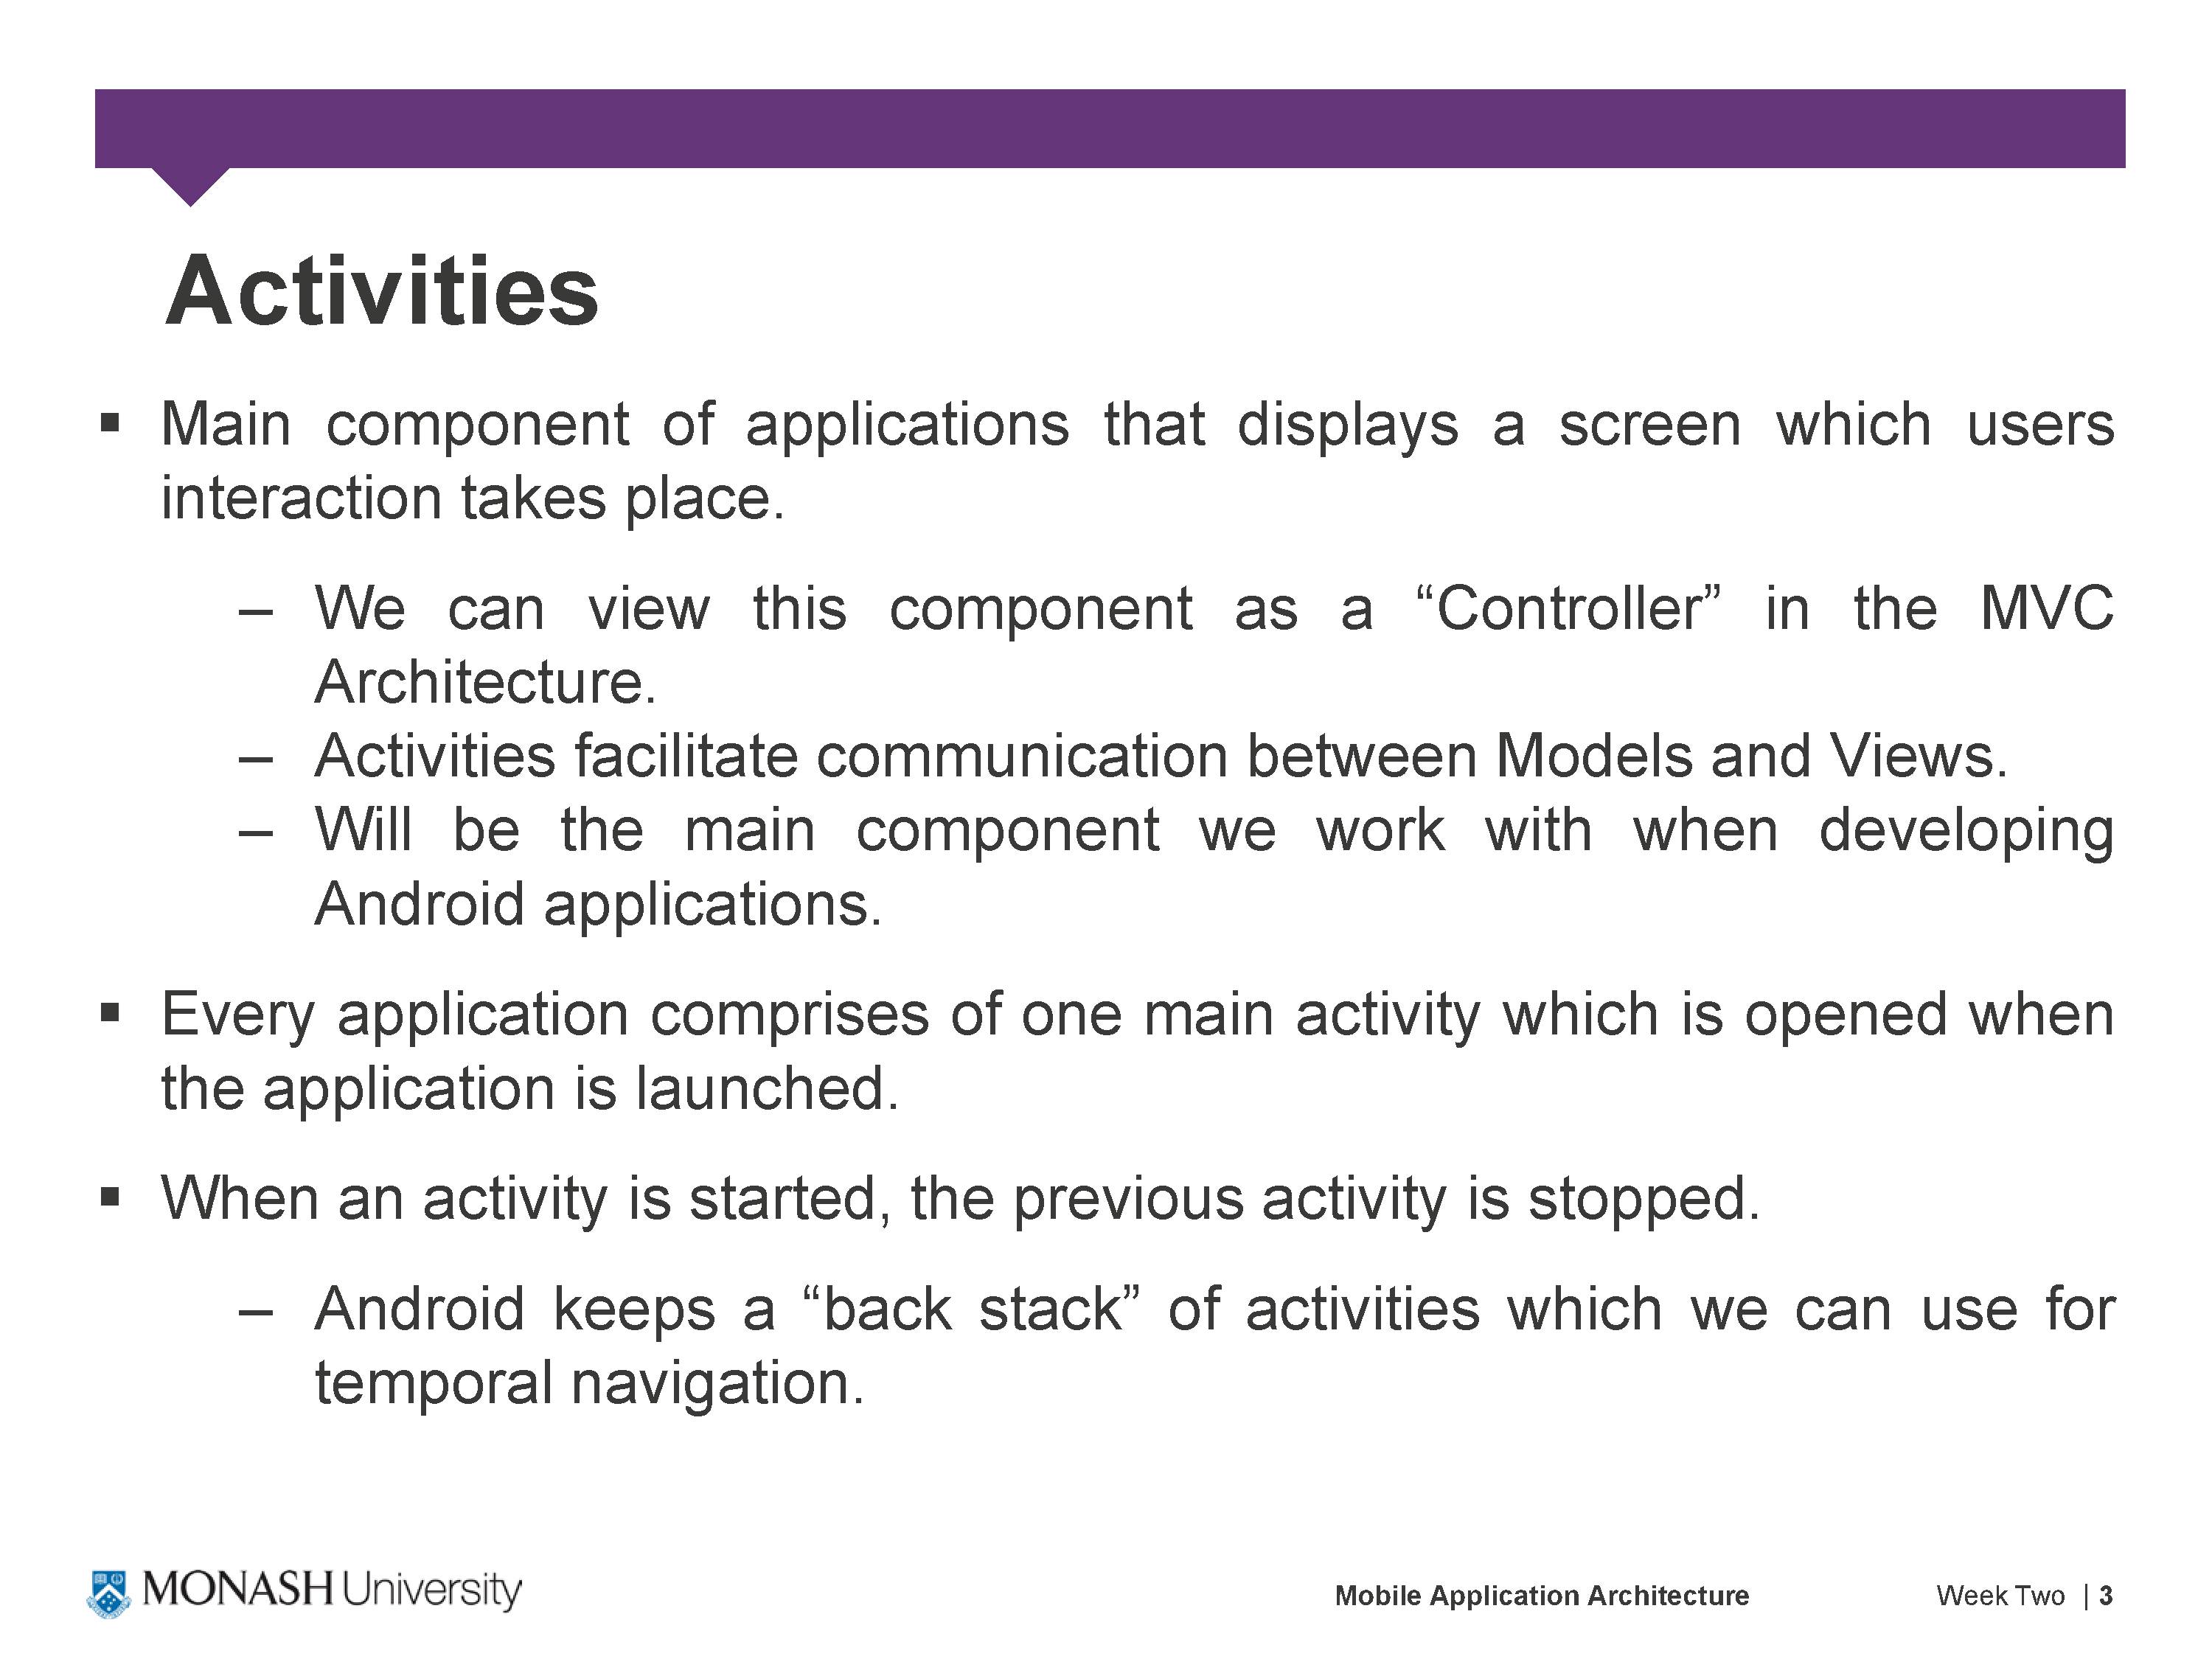 Activities
▪ Main component of applications that displays a screen which users
interaction takes place.
– We can view this component as a “Controller” in the MVC
Architecture.
– Activities facilitate communication between Models and Views.
– Will be the main component we work with when developing
Android applications.
▪ Every application comprises of one main activity which is opened when
the application is launched.
▪ When an activity is started, the previous activity is stopped.
– Android keeps a “back stack” of activities which we can use for
temporal navigation.
MONASH University
Mobile Application Architecture Week Two | 3